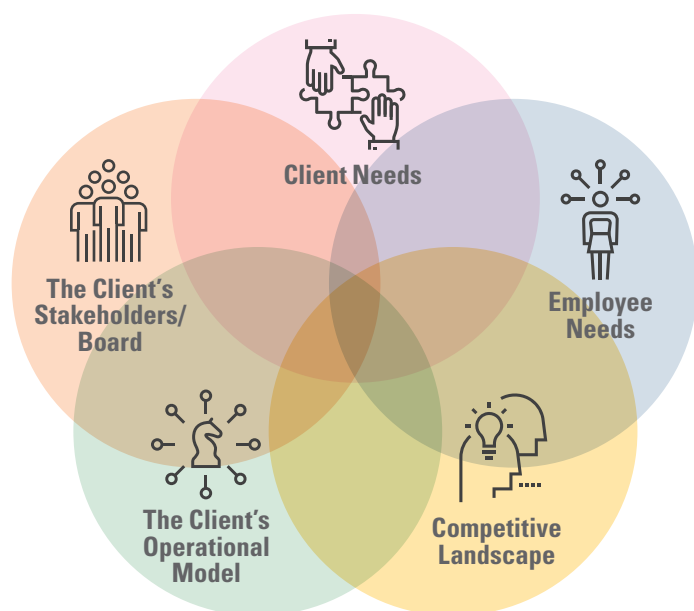 Client Needs
The Client's
Stakeholders/
Board
Employee
Needs
The Client's
Operational
Model
Competitive
Landscape